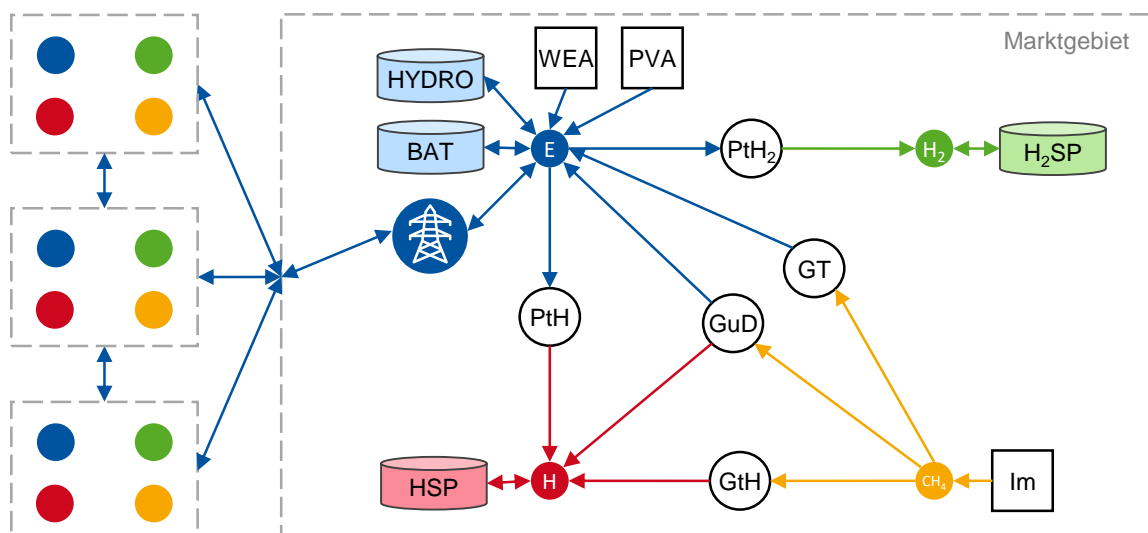 Marktgebiet
WEA
PVA
HYDRO
BAT
E
PtH₂
H₂
H₂SP
GT
PtH
GuD
HSP
H
GtH
CH₄
Im